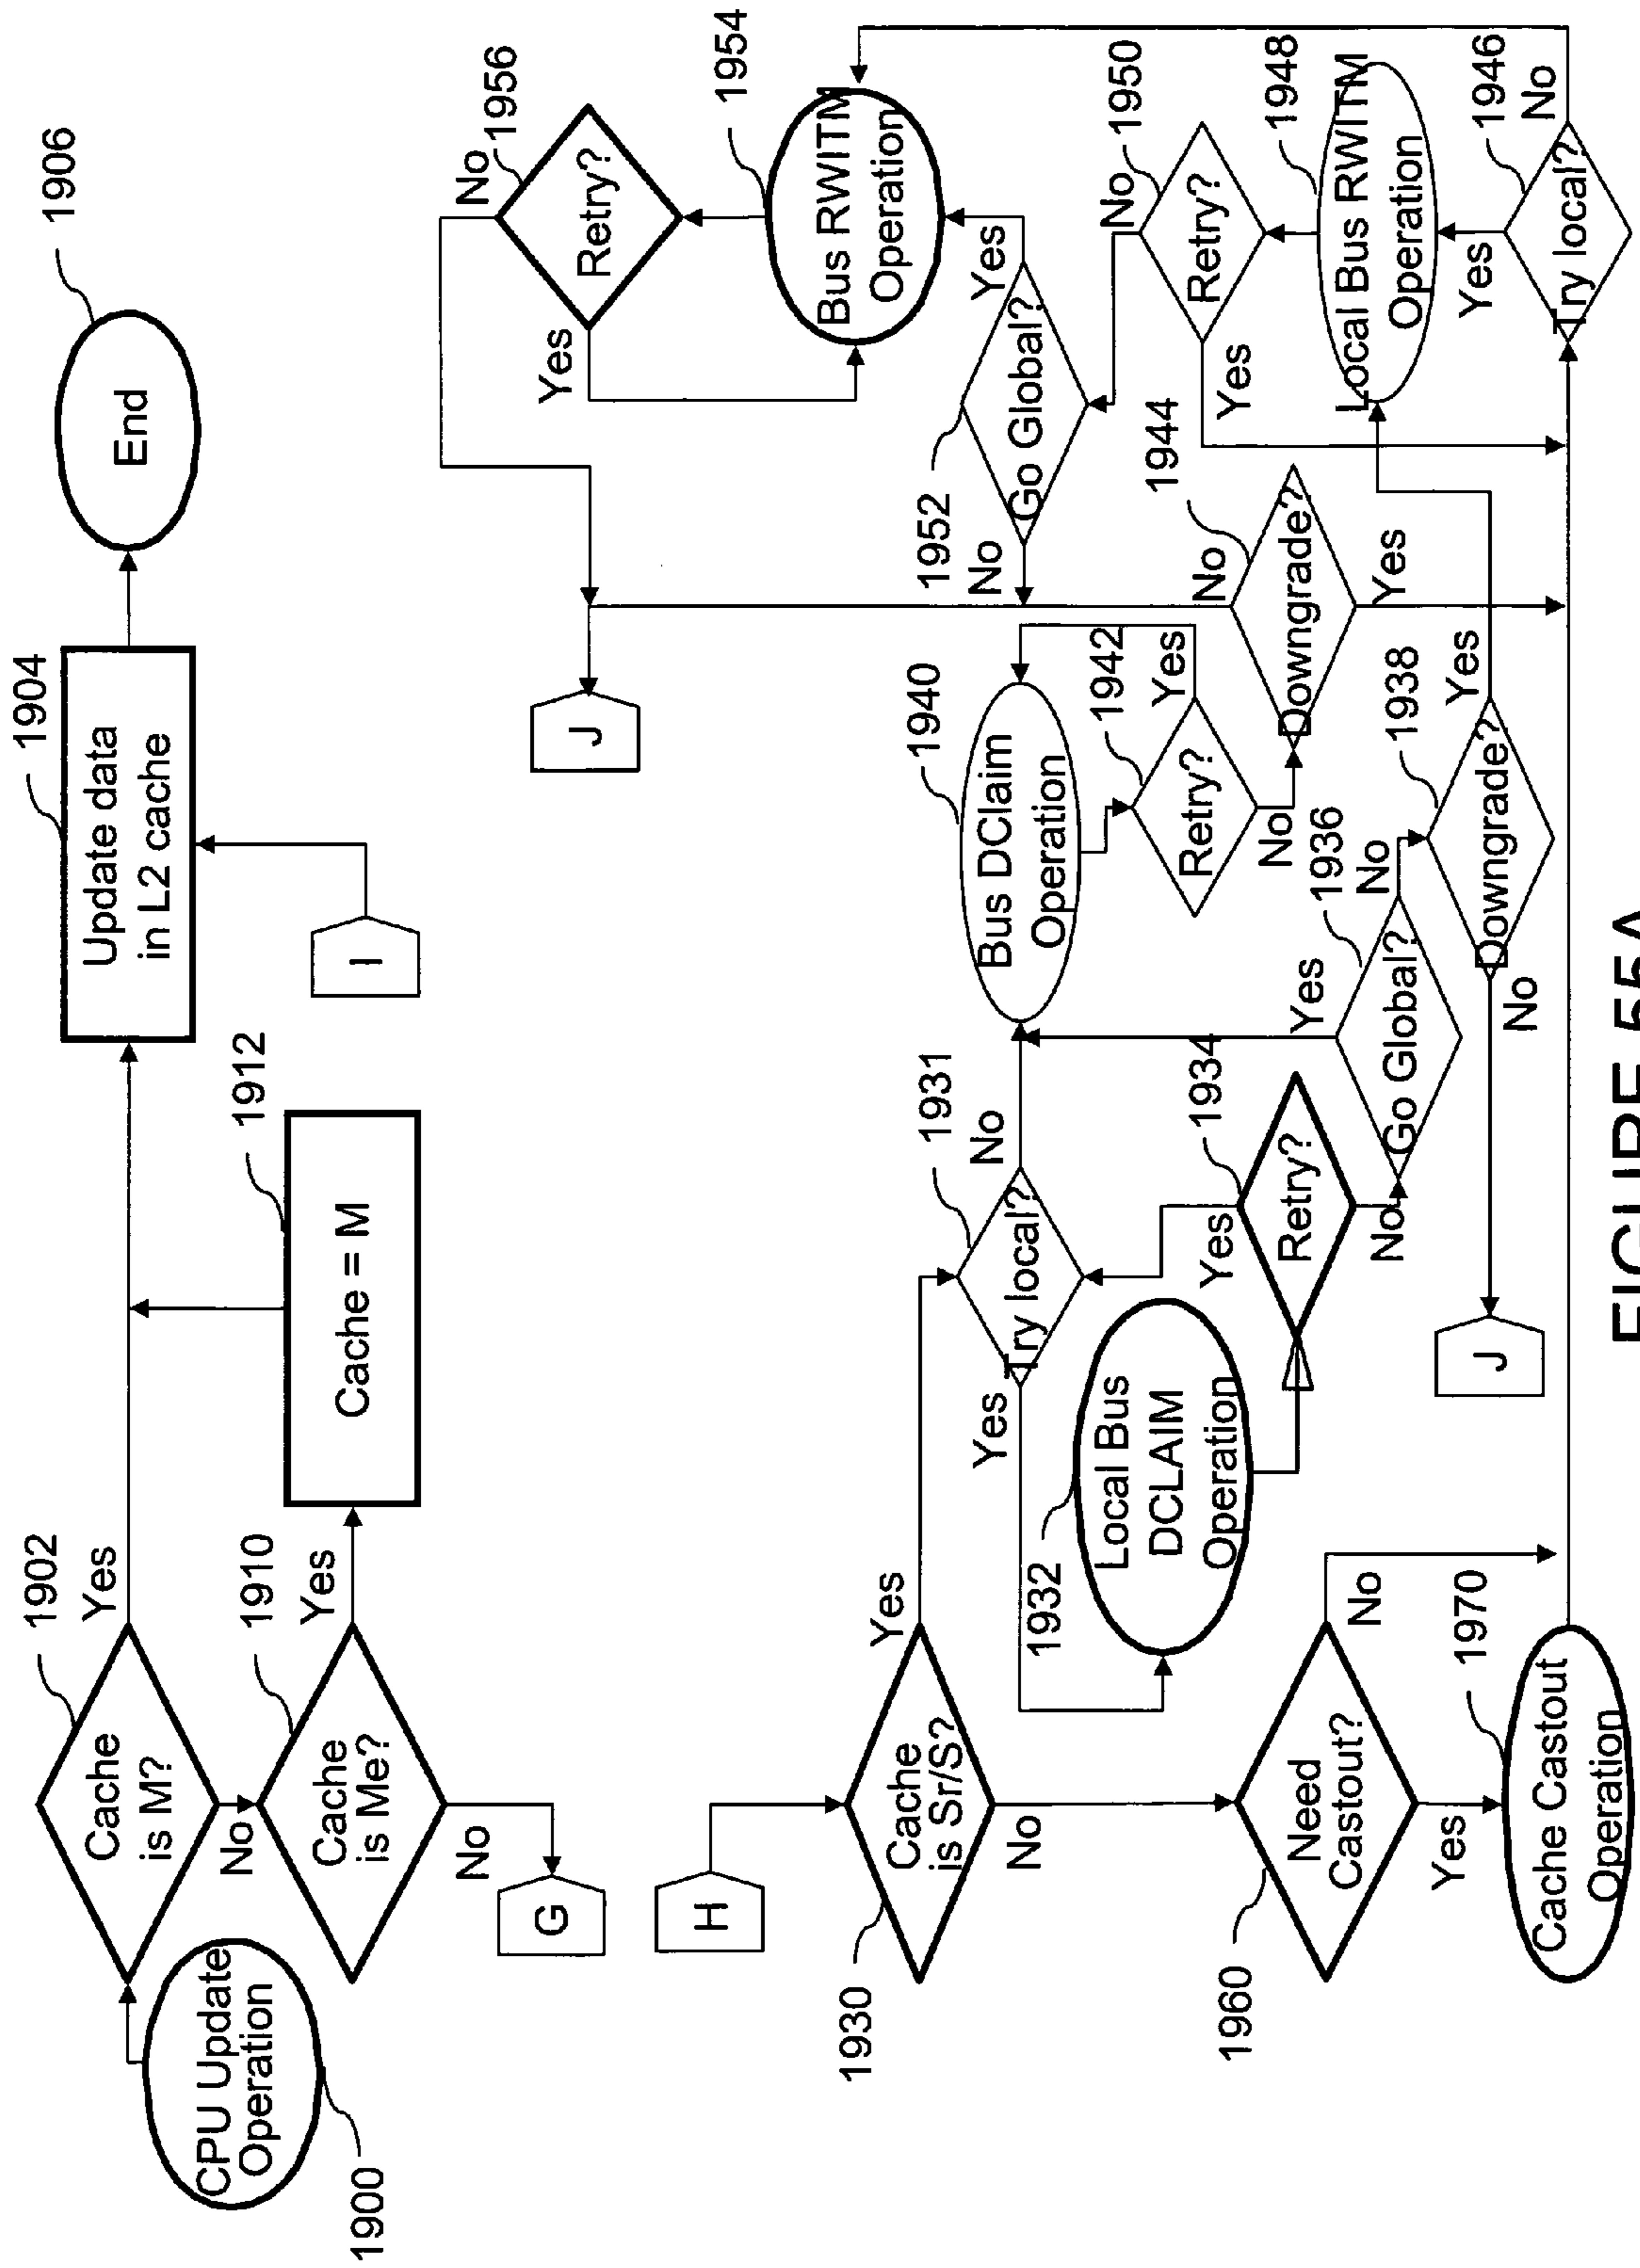 1900
CPU Update
Operation
1902
Cache
is M?
Yes
No
1904
Update data
in L2 cache
1906
End
1910
Cache
is Me?
Yes
No
1912
Cache = M
G
I
H
1930
Cache
is Sr/S?
Yes
No
1931
Try local?
No
Yes
1932
Local Bus
DCLAIM
Operation
1934
Retry?
Yes
No
1936
Go Global?
Yes
No
1938
Downgrade?
Yes
No
J
1940
Bus DClaim
Operation
1942
Retry?
Yes
No
1944
Downgrade?
No
Yes
J
1946
Try local?
No
Yes
1948
Local Bus RWITM
Operation
1950
Retry?
No
Yes
1952
Go Global?
Yes
No
1954
Bus RWITM
Operation
1956
Retry?
No
Yes
1960
Need
Castout?
No
Yes
1970
Cache Castout
Operation
FIGURE 55A